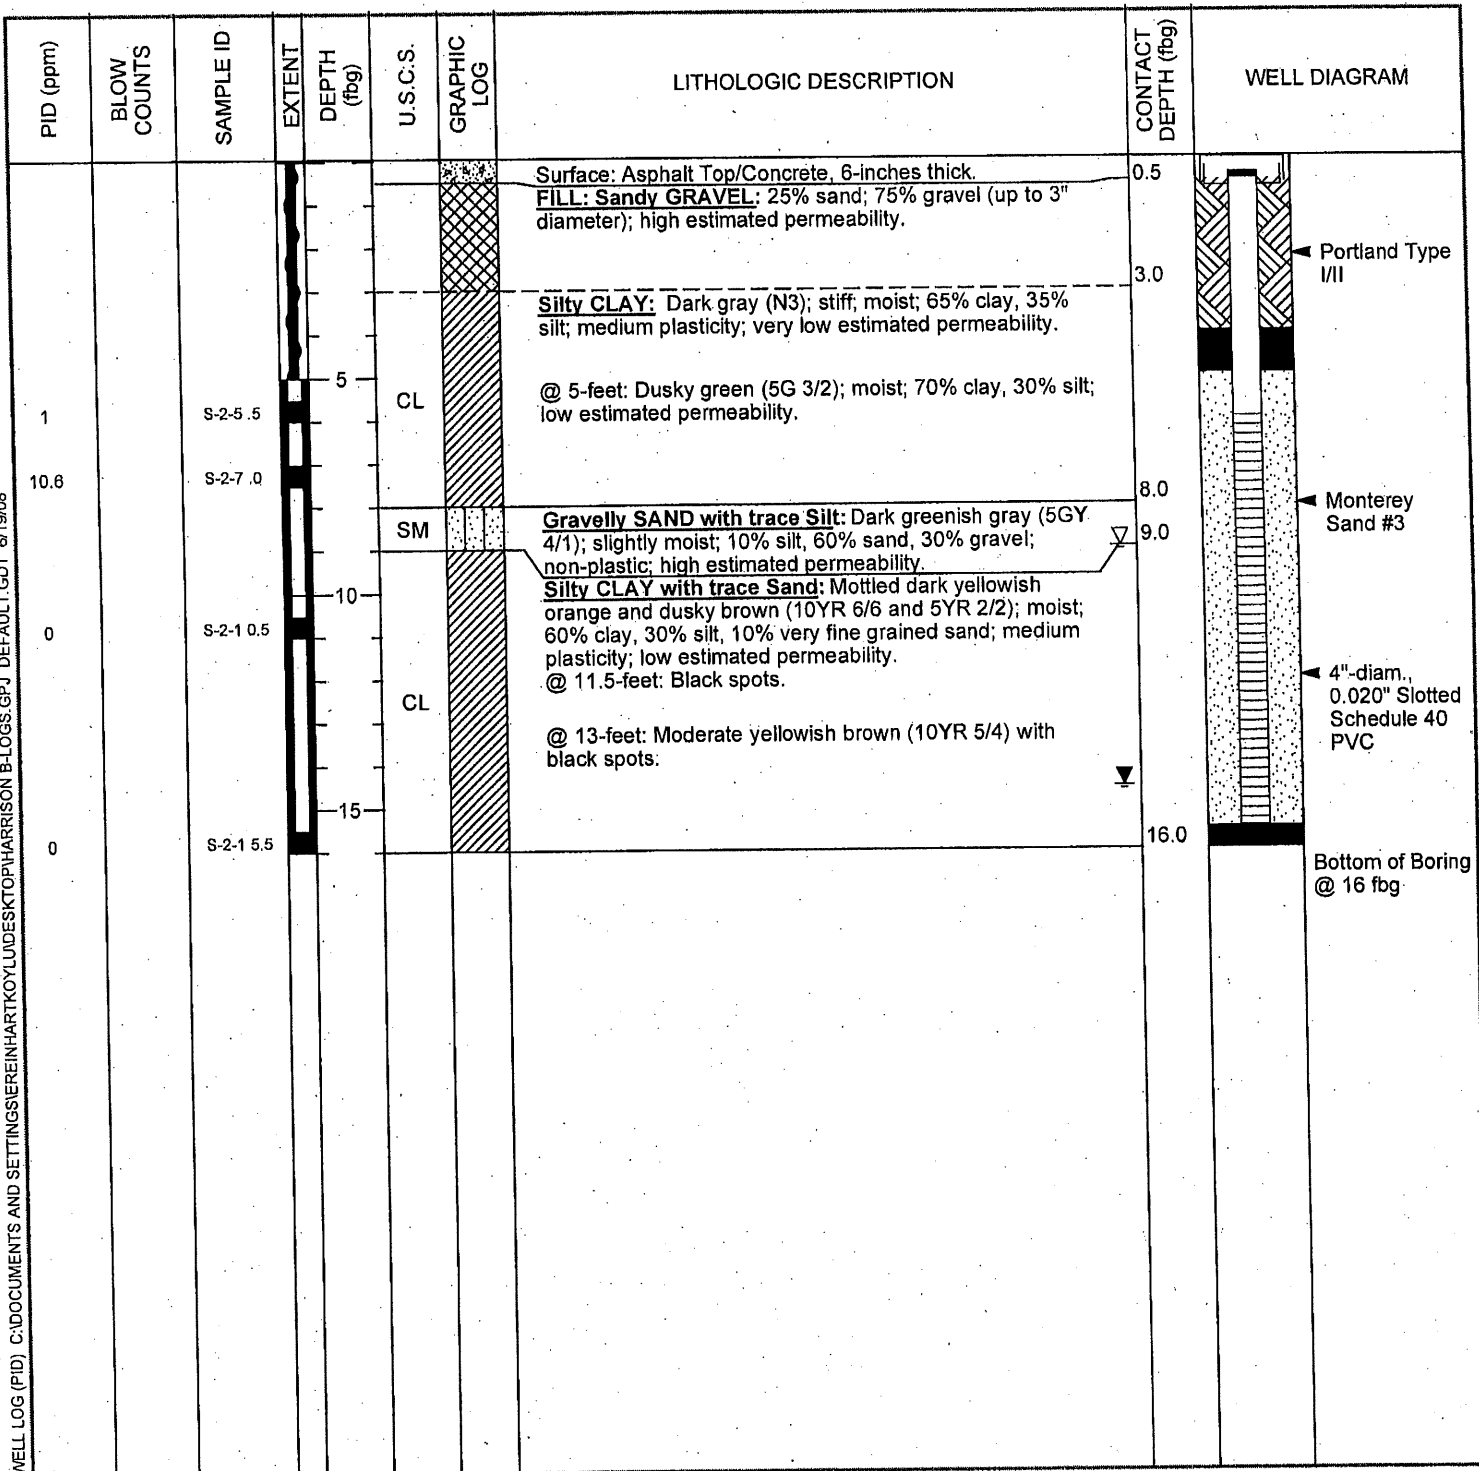 PID (ppm)
BLOW
COUNTS
SAMPLE ID
EXTENT
DEPTH
(fbg)
U.S.C.S.
GRAPHIC
LOG
LITHOLOGIC DESCRIPTION
CONTACT
DEPTH (fbg)
WELL DIAGRAM
Surface: Asphalt Top/Concrete, 6-inches thick.
0.5
FILL: Sandy GRAVEL: 25% sand; 75% gravel (up to 3"
diameter); high estimated permeability.
Portland Type
I/II
3.0
Silty CLAY: Dark gray (N3); stiff; moist; 65% clay, 35%
silt; medium plasticity; very low estimated permeability.
5
CL
@ 5-feet: Dusky green (5G 3/2); moist; 70% clay, 30% silt;
low estimated permeability.
1
S-2-5.5
10.6
S-2-7.0
8.0
Monterey
Sand #3
SM
Gravelly SAND with trace Silt: Dark greenish gray (5GY
4/1); slightly moist; 10% silt, 60% sand, 30% gravel;
non-plastic; high estimated permeability.
9.0
10
Silty CLAY with trace Sand: Mottled dark yellowish
orange and dusky brown (10YR 6/6 and 5YR 2/2); moist;
60% clay, 30% silt, 10% very fine grained sand; medium
plasticity; low estimated permeability.
0
S-2-10.5
@ 11.5-feet: Black spots.
CL
4"-diam.,
0.020" Slotted
Schedule 40
PVC
@ 13-feet: Moderate yellowish brown (10YR 5/4) with
black spots.
15
0
S-2-15.5
16.0
Bottom of Boring
@ 16 fbg
WELL LOG (PID) C:\DOCUMENTS AND SETTINGS\EREINHARTKOYLU\DESKTOP\HARRISON B-LOGS.GPJ DEFAULT.GDT 6/19/08